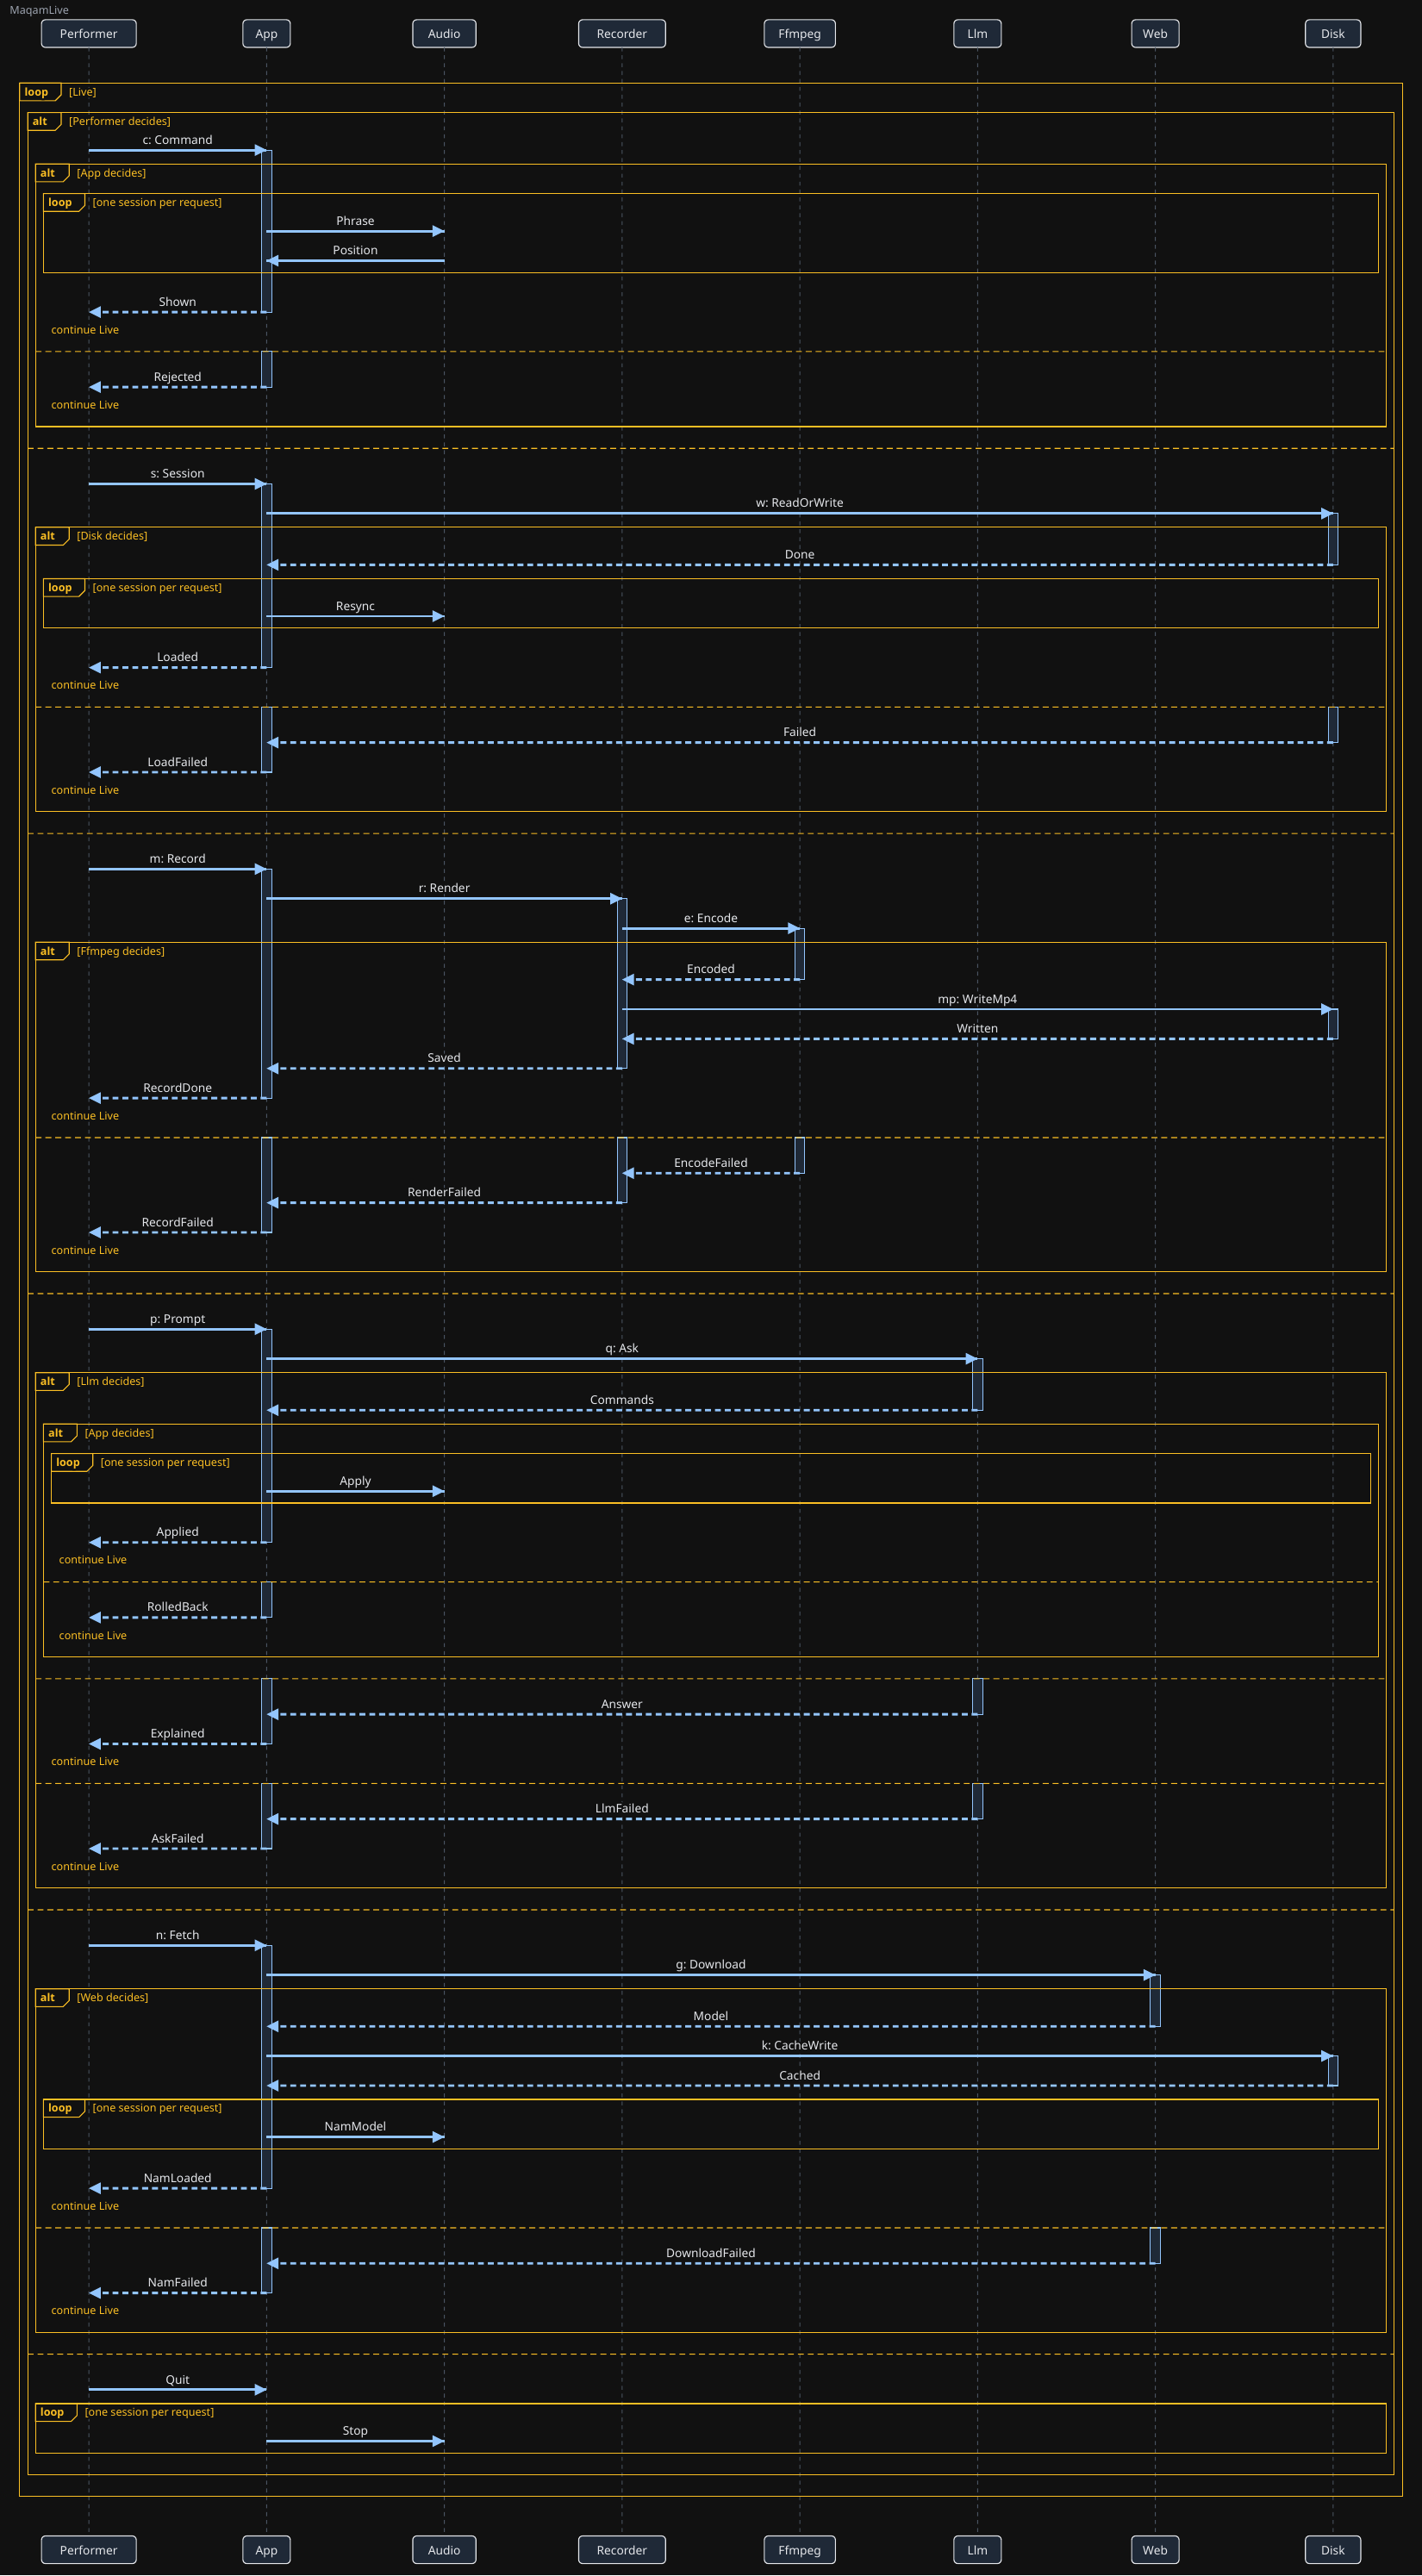 MaqamLive
Performer App Audio Recorder Ffmpeg Llm Web Disk
loop [Live]
alt [Performer decides]
c: Command
alt [App decides]
loop [one session per request]
Phrase
Position
Shown
continue Live
Rejected
continue Live
s: Session
w: ReadOrWrite
alt [Disk decides]
Done
loop [one session per request]
Resync
Loaded
continue Live
Failed
LoadFailed
continue Live
m: Record
r: Render
e: Encode
alt [Ffmpeg decides]
Encoded
mp: WriteMp4
Written
Saved
RecordDone
continue Live
EncodeFailed
RenderFailed
RecordFailed
continue Live
p: Prompt
q: Ask
alt [Llm decides]
Commands
alt [App decides]
loop [one session per request]
Apply
Applied
continue Live
RolledBack
continue Live
Answer
Explained
continue Live
LlmFailed
AskFailed
continue Live
n: Fetch
g: Download
alt [Web decides]
Model
k: CacheWrite
Cached
loop [one session per request]
NamModel
NamLoaded
continue Live
DownloadFailed
NamFailed
continue Live
Quit
loop [one session per request]
Stop
Performer App Audio Recorder Ffmpeg Llm Web Disk